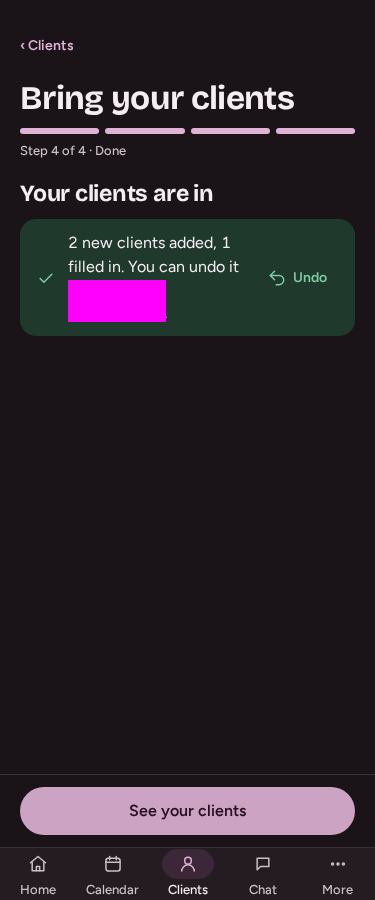 ‹ Clients
Bring your clients
Step 4 of 4 · Done
Your clients are in
2 new clients added, 1
filled in. You can undo it
Undo
See your clients
Home
Calendar
Clients
Chat
More